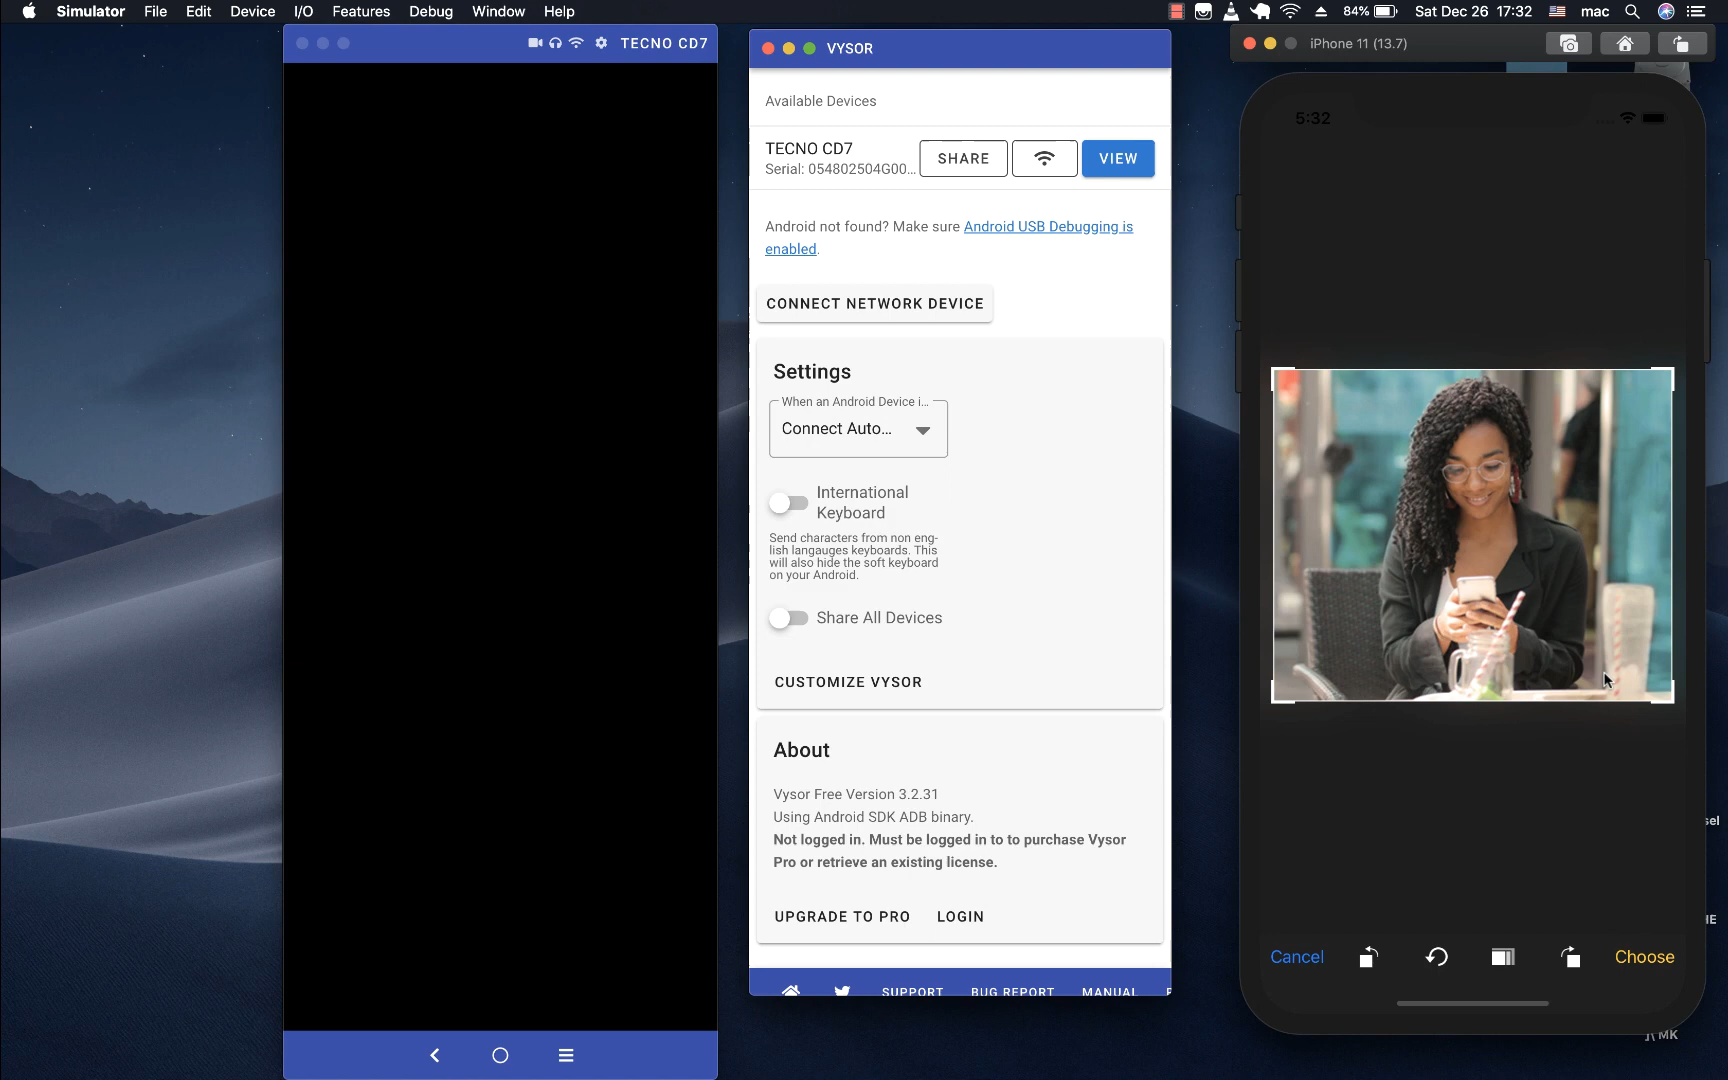 Simulator File Edit Device I/O Features Debug Window Help
84% Sat Dec 26 17:32 mac
TECNO CD7
VYSOR
Available Devices
TECNO CD7
Serial: 054802504G00...
SHARE
VIEW
Android not found? Make sure Android USB Debugging is
enabled.
CONNECT NETWORK DEVICE
Settings
When an Android Device i...
Connect Auto...
International
Keyboard
Send characters from non eng-
lish langauges keyboards. This
will also hide the soft keyboard
on your Android.
Share All Devices
CUSTOMIZE VYSOR
About
Vysor Free Version 3.2.31
Using Android SDK ADB binary.
Not logged in. Must be logged in to to purchase Vysor
Pro or retrieve an existing license.
UPGRADE TO PRO LOGIN
SUPPORT BUG REPORT MANUAL
iPhone 11 (13.7)
5:32
Cancel
Choose
sel
HE
MK